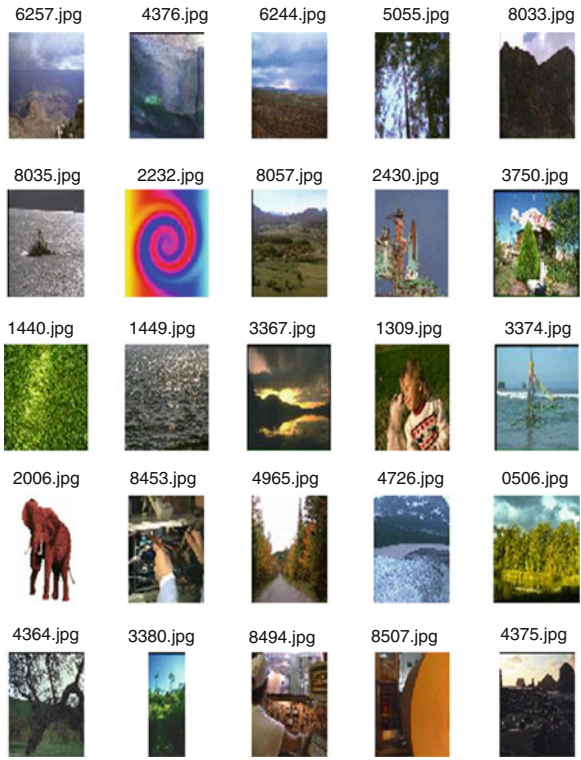 6257.jpg 4376.jpg 6244.jpg 5055.jpg 8033.jpg
8035.jpg 2232.jpg 8057.jpg 2430.jpg 3750.jpg
1440.jpg 1449.jpg 3367.jpg 1309.jpg 3374.jpg
2006.jpg 8453.jpg 4965.jpg 4726.jpg 0506.jpg
4364.jpg 3380.jpg 8494.jpg 8507.jpg 4375.jpg